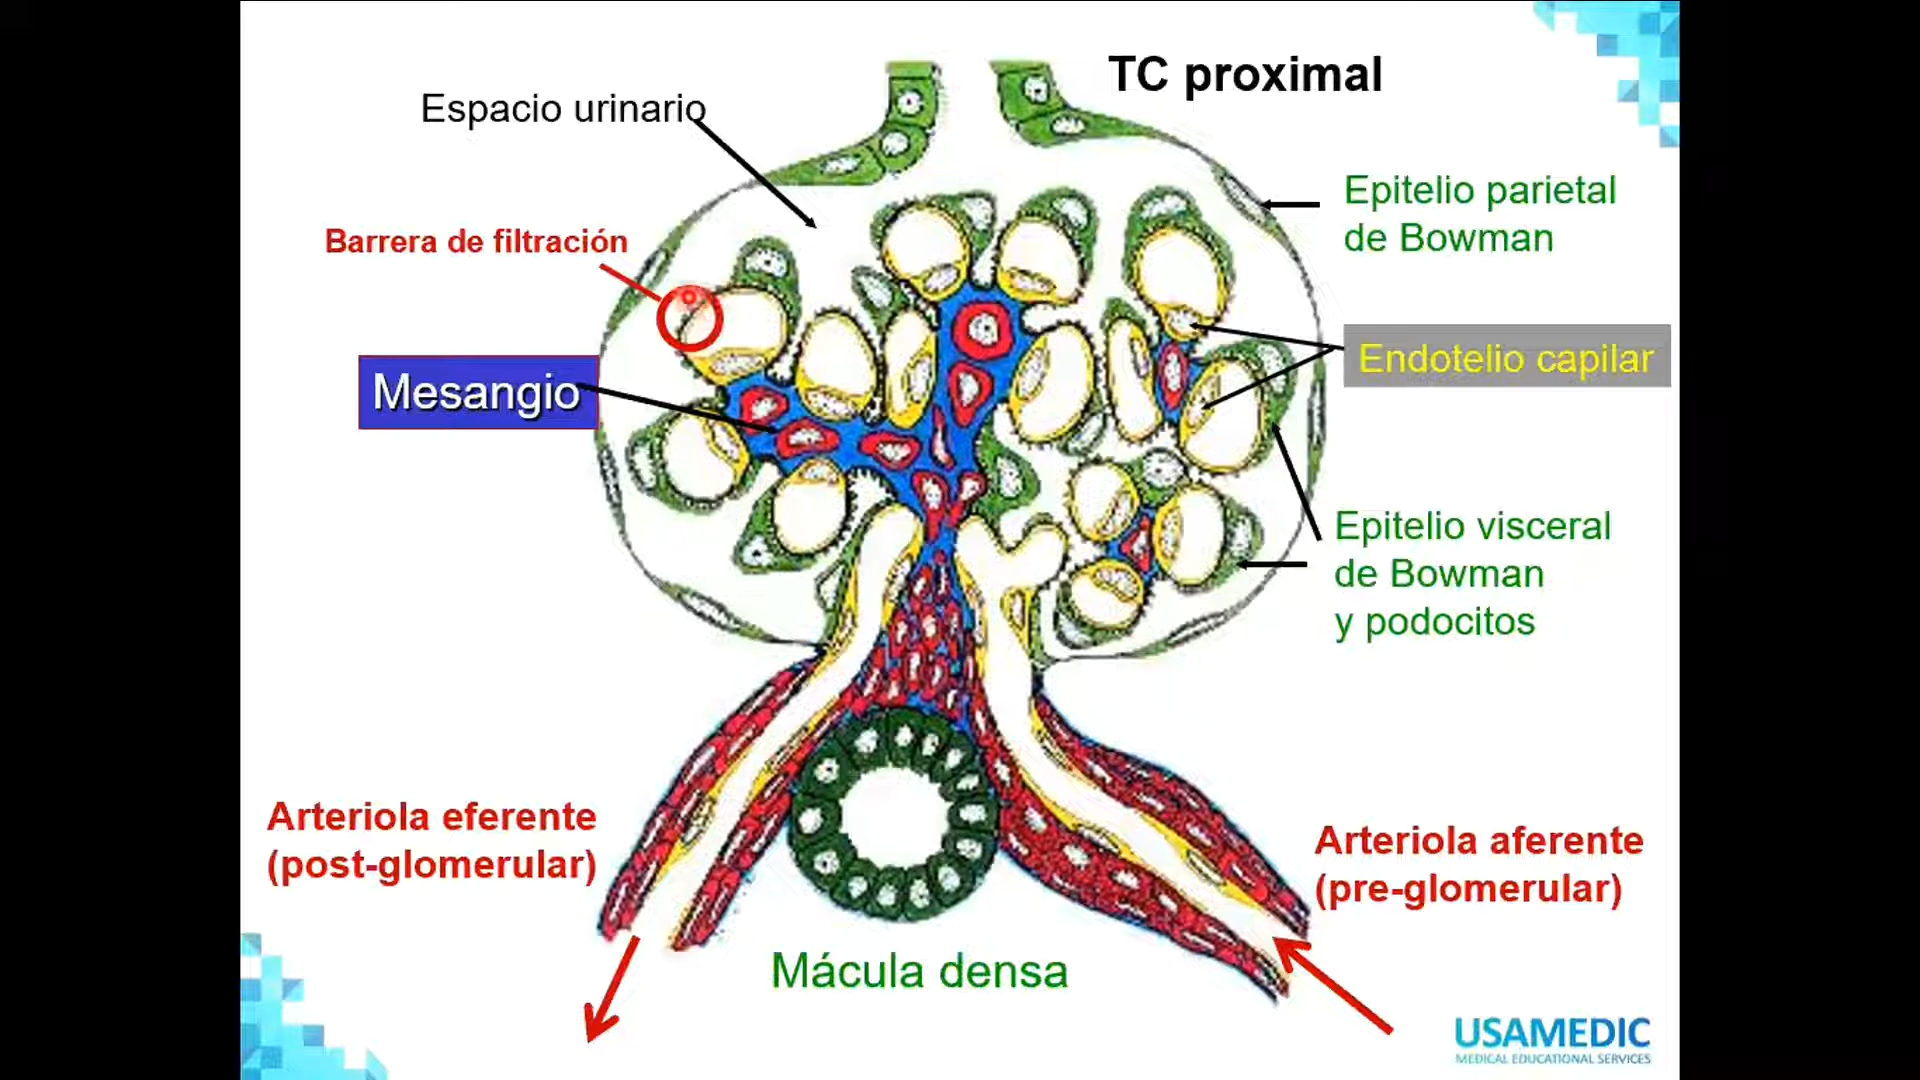 TC proximal
Espacio urinario
Epitelio parietal
de Bowman
Barrera de filtración
Endotelio capilar
Mesangio
Epitelio visceral
de Bowman
y podocitos
Arteriola eferente
(post-glomerular)
Arteriola aferente
(pre-glomerular)
Mácula densa
USAMEDIC
MEDICAL EDUCATIONAL SERVICES